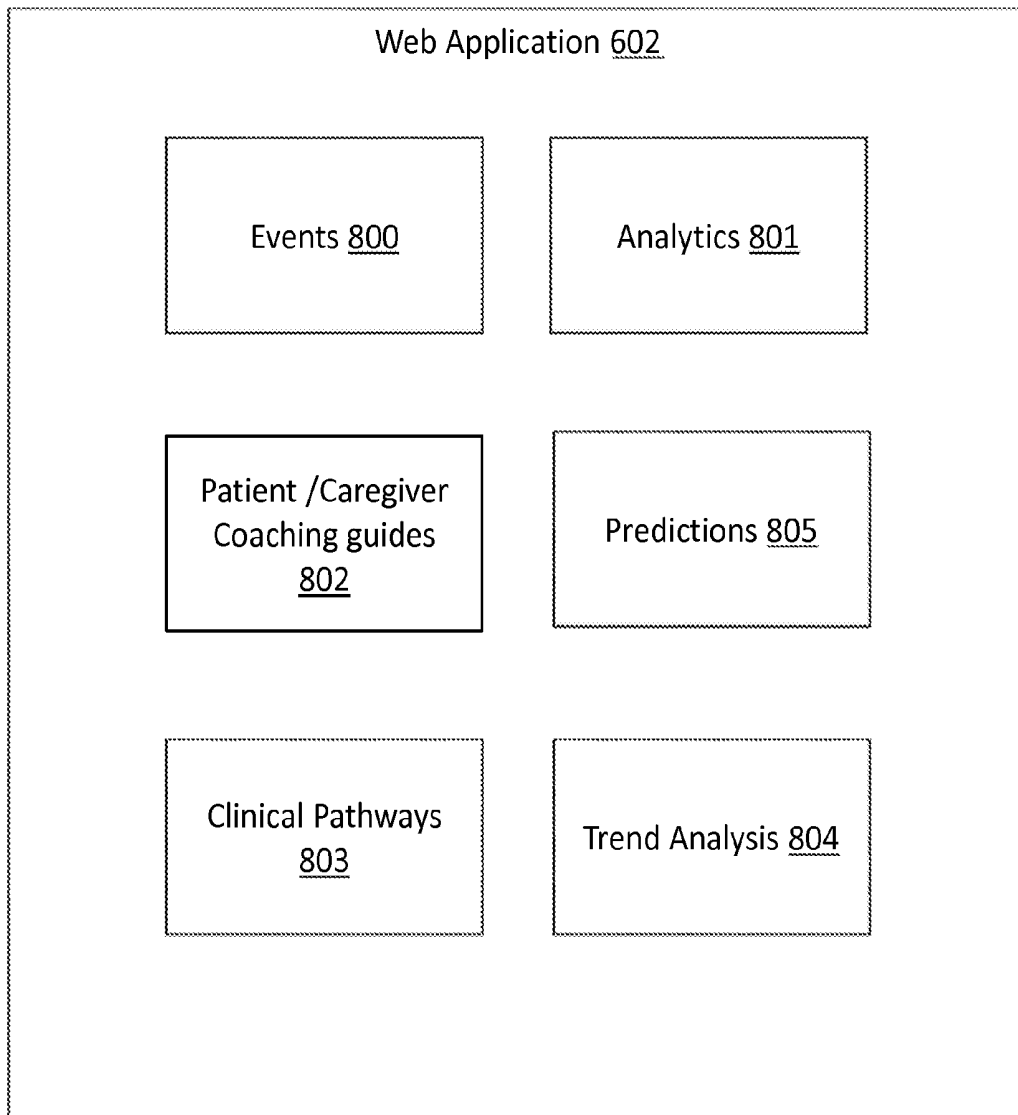 Web Application 602
Events 800
Analytics 801
Patient /Caregiver
Coaching guides
802
Predictions 805
Clinical Pathways
803
Trend Analysis 804